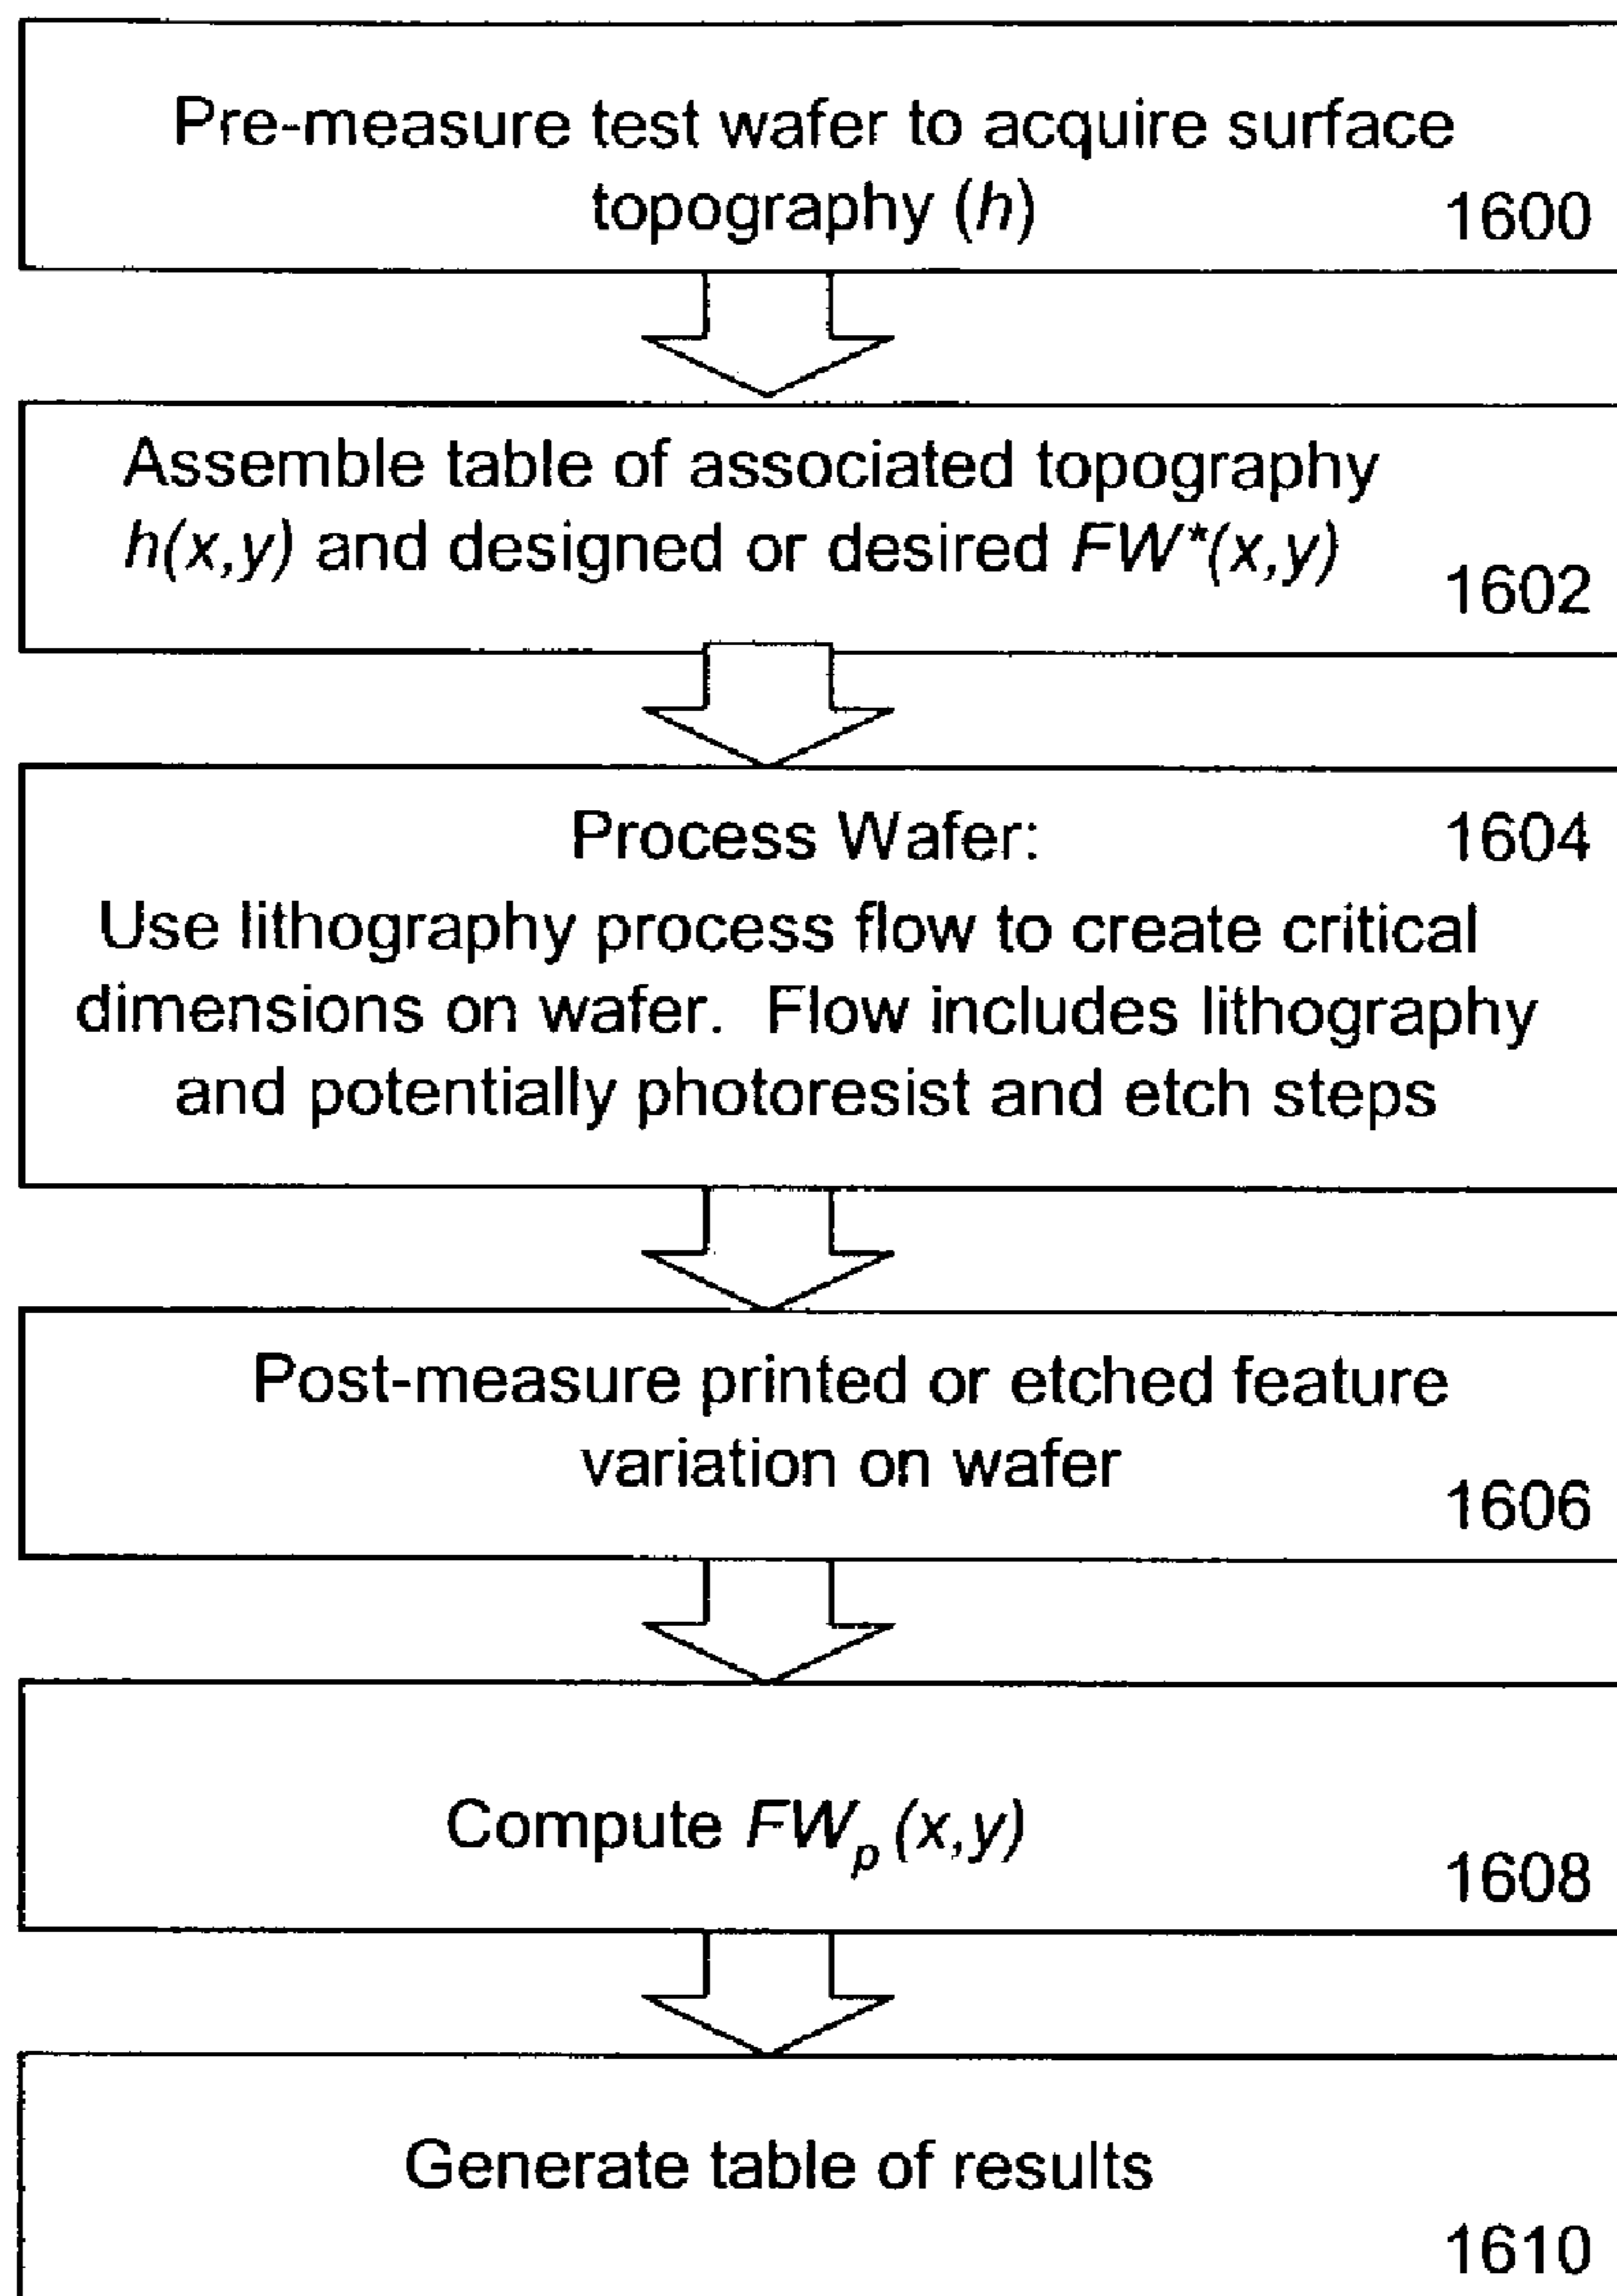 Pre-measure test wafer to acquire surface
topography (h)
1600
Assemble table of associated topography
h(x,y) and designed or desired FW*(x,y)
1602
Process Wafer:
1604
Use lithography process flow to create critical
dimensions on wafer. Flow includes lithography
and potentially photoresist and etch steps
Post-measure printed or etched feature
variation on wafer
1606
Compute FWp (x,y)
1608
Generate table of results
1610